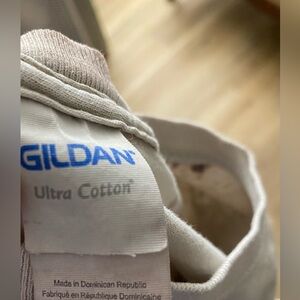 GILDAN
Ultra Cotton®
Made in Dominican Republic
Fabriqué en République Dominicaine